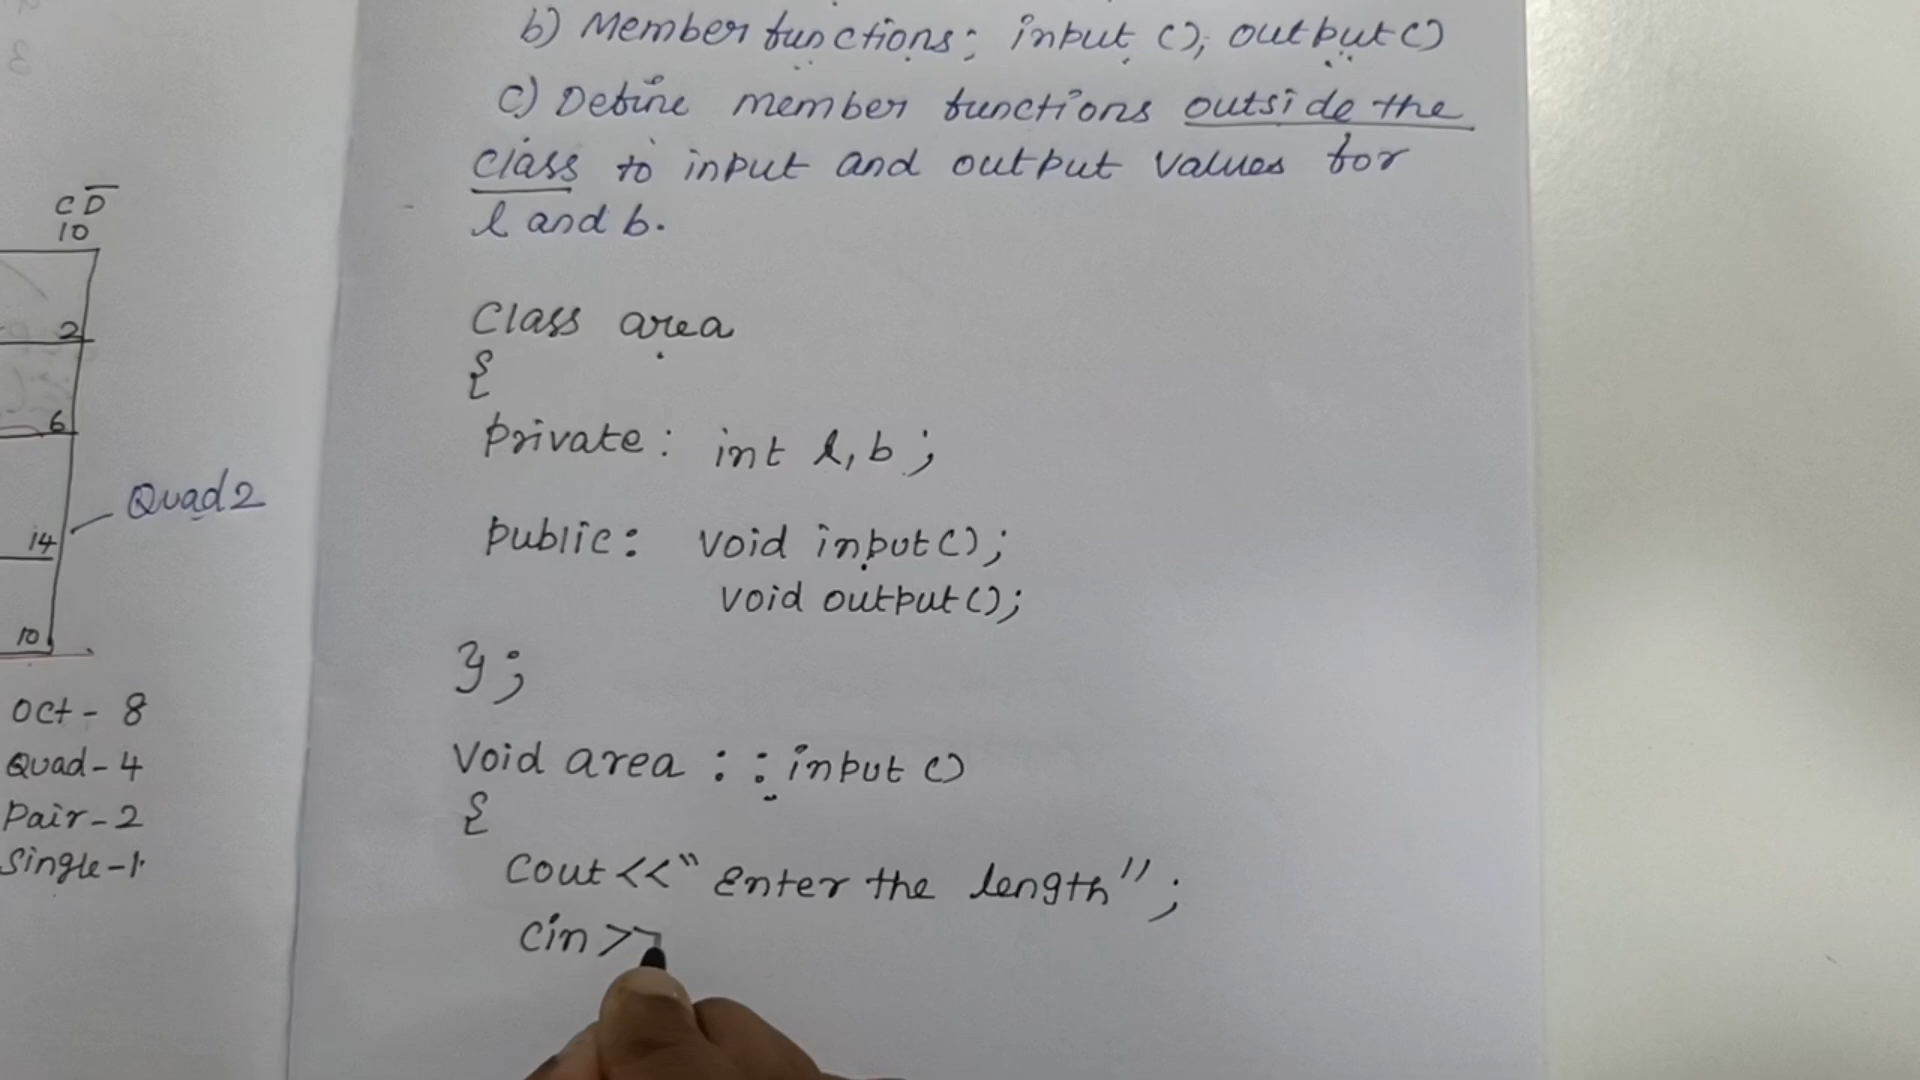 C D̅
10
2
6
Quad 2
14
10
Oct - 8
Quad - 4
Pair - 2
Single - 1
b) Member functions: input (), output ()
c) Define member functions outside the
class to input and output values for
l and b.
Class area
{
private: int l, b ;
public: void input();
void output();
};
Void area : : input ()
{
Cout << " Enter the length" ;
Cin >>